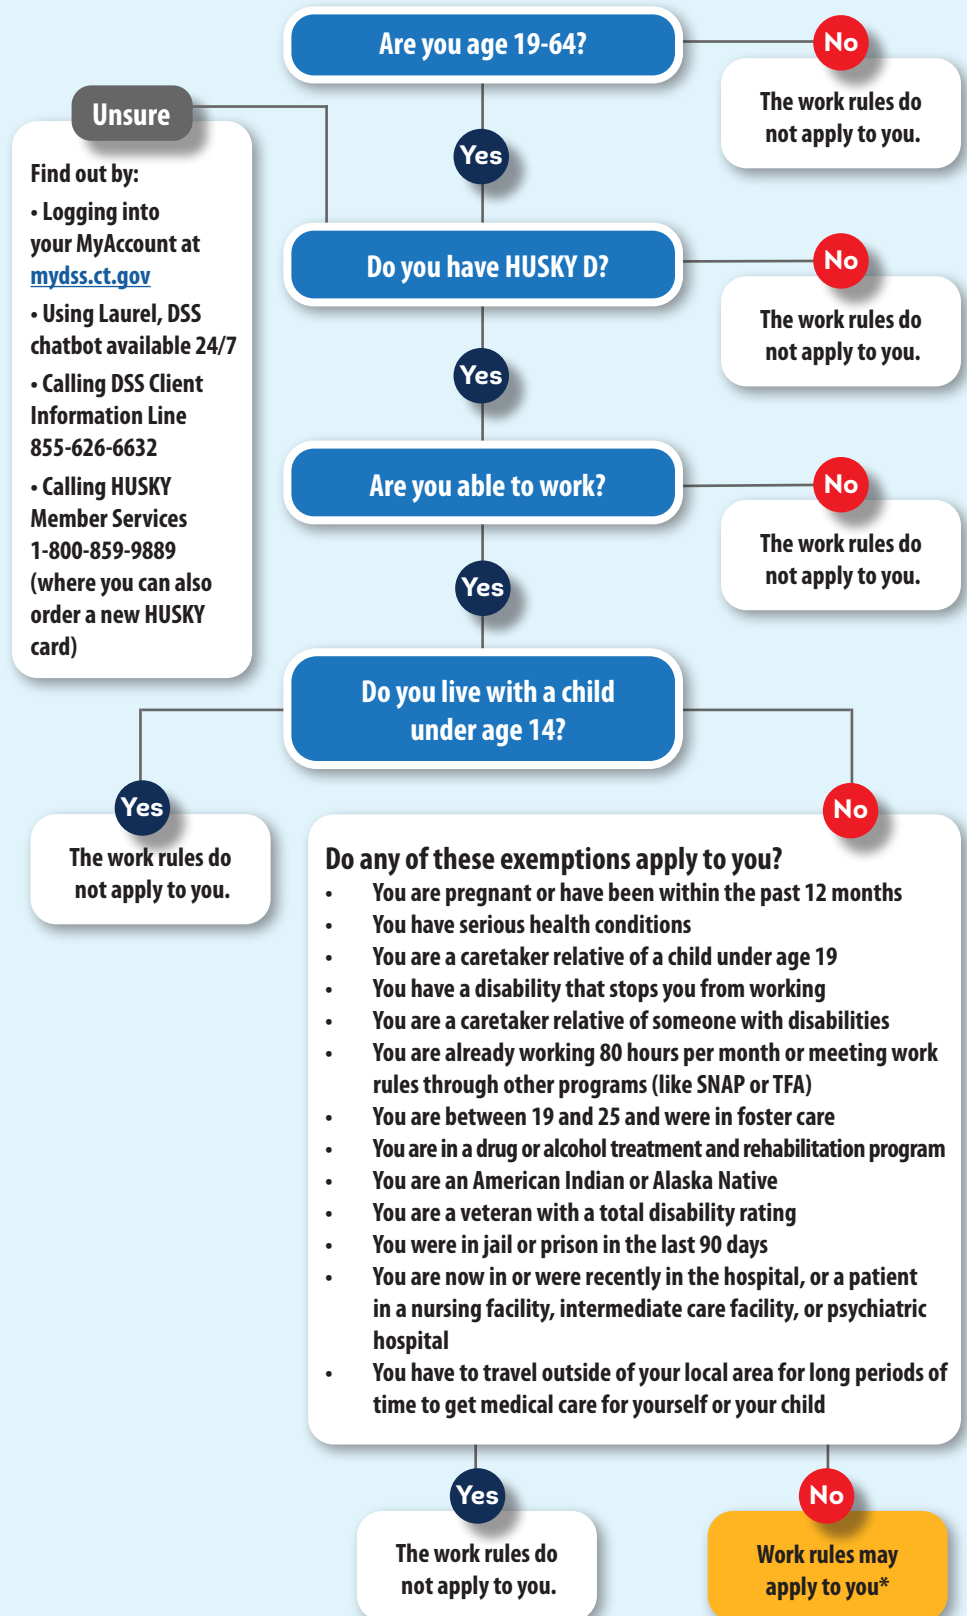 Are you age 19-64?
No
The work rules do
not apply to you.
Yes
Unsure
Find out by:
• Logging into
your MyAccount at
mydss.ct.gov
• Using Laurel, DSS
chatbot available 24/7
• Calling DSS Client
Information Line
855-626-6632
• Calling HUSKY
Member Services
1-800-859-9889
(where you can also
order a new HUSKY
card)
Do you have HUSKY D?
No
The work rules do
not apply to you.
Yes
Are you able to work?
No
The work rules do
not apply to you.
Yes
Do you live with a child
under age 14?
Yes
The work rules do
not apply to you.
No
Do any of these exemptions apply to you?
• You are pregnant or have been within the past 12 months
• You have serious health conditions
• You are a caretaker relative of a child under age 19
• You have a disability that stops you from working
• You are a caretaker relative of someone with disabilities
• You are already working 80 hours per month or meeting work
rules through other programs (like SNAP or TFA)
• You are between 19 and 25 and were in foster care
• You are in a drug or alcohol treatment and rehabilitation program
• You are an American Indian or Alaska Native
• You are a veteran with a total disability rating
• You were in jail or prison in the last 90 days
• You are now in or were recently in the hospital, or a patient
in a nursing facility, intermediate care facility, or psychiatric
hospital
• You have to travel outside of your local area for long periods of
time to get medical care for yourself or your child
Yes
The work rules do
not apply to you.
No
Work rules may
apply to you*